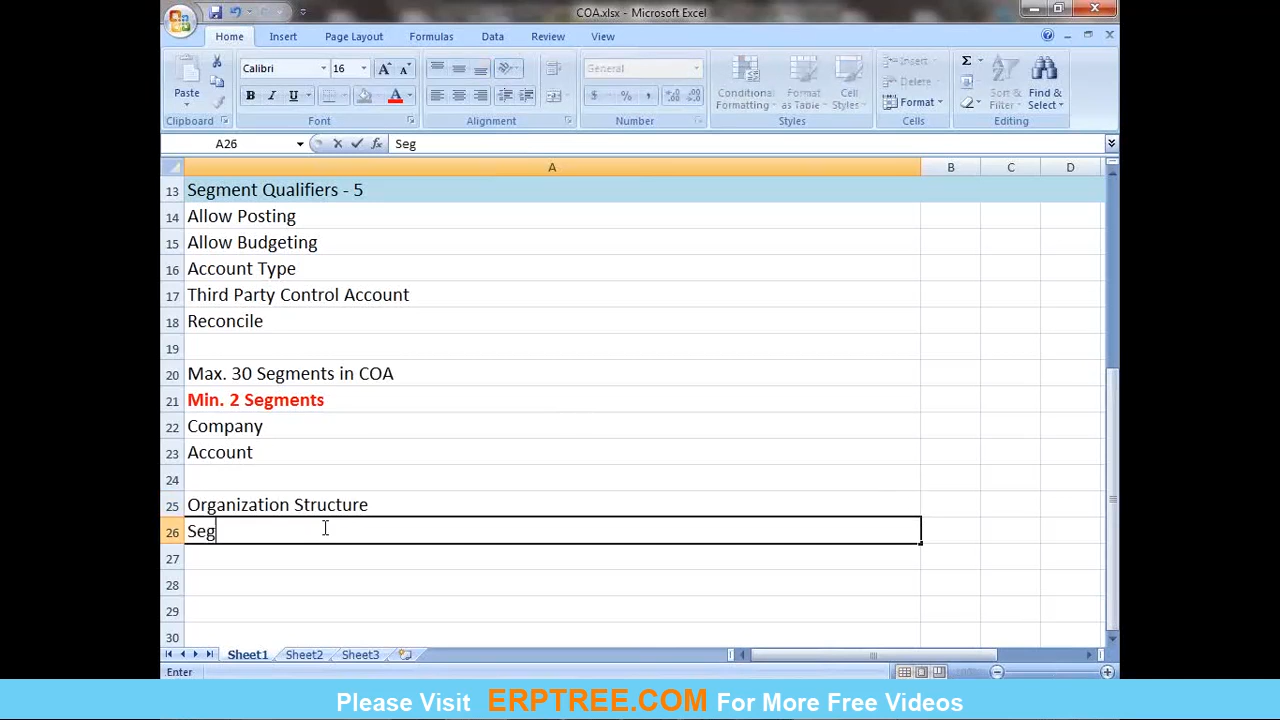 COA.xlsx - Microsoft Excel
Home Insert Page Layout Formulas Data Review View
Paste
Clipboard
Calibri 16
B I U
Font
Alignment
General
$ % ,
Number
Conditional Formatting
Format as Table
Cell Styles
Styles
Insert
Delete
Format
Cells
Sort & Filter
Find & Select
Editing
A26 fx Seg
A B C D
13 Segment Qualifiers - 5
14 Allow Posting
15 Allow Budgeting
16 Account Type
17 Third Party Control Account
18 Reconcile
19
20 Max. 30 Segments in COA
21 Min. 2 Segments
22 Company
23 Account
24
25 Organization Structure
26 Seg
27
28
29
30
Sheet1 Sheet2 Sheet3
Enter
Please Visit ERPTREE.COM For More Free Videos